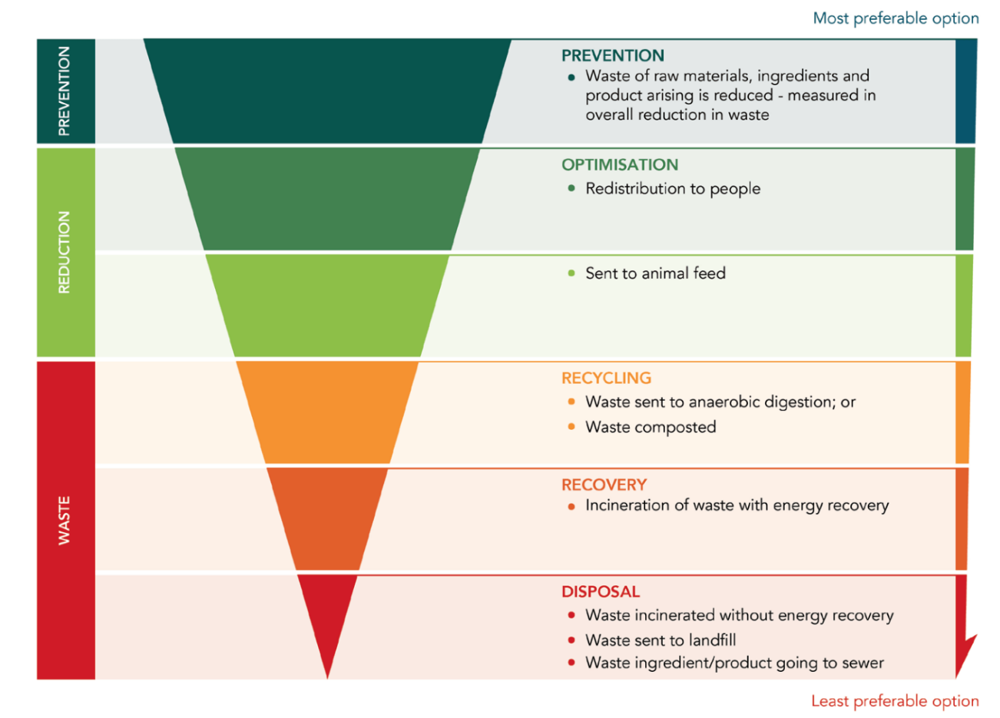 Most preferable option
PREVENTION
PREVENTION
Waste of raw materials, ingredients and
product arising is reduced - measured in
overall reduction in waste
REDUCTION
OPTIMISATION
Redistribution to people
Sent to animal feed
WASTE
RECYCLING
Waste sent to anaerobic digestion; or
Waste composted
RECOVERY
Incineration of waste with energy recovery
DISPOSAL
Waste incinerated without energy recovery
Waste sent to landfill
Waste ingredient/product going to sewer
Least preferable option